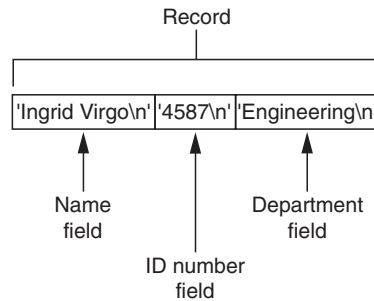 Record
'Ingrid Virgo\n' '4587\n' 'Engineering\n
Name
field
Department
field
ID number
field